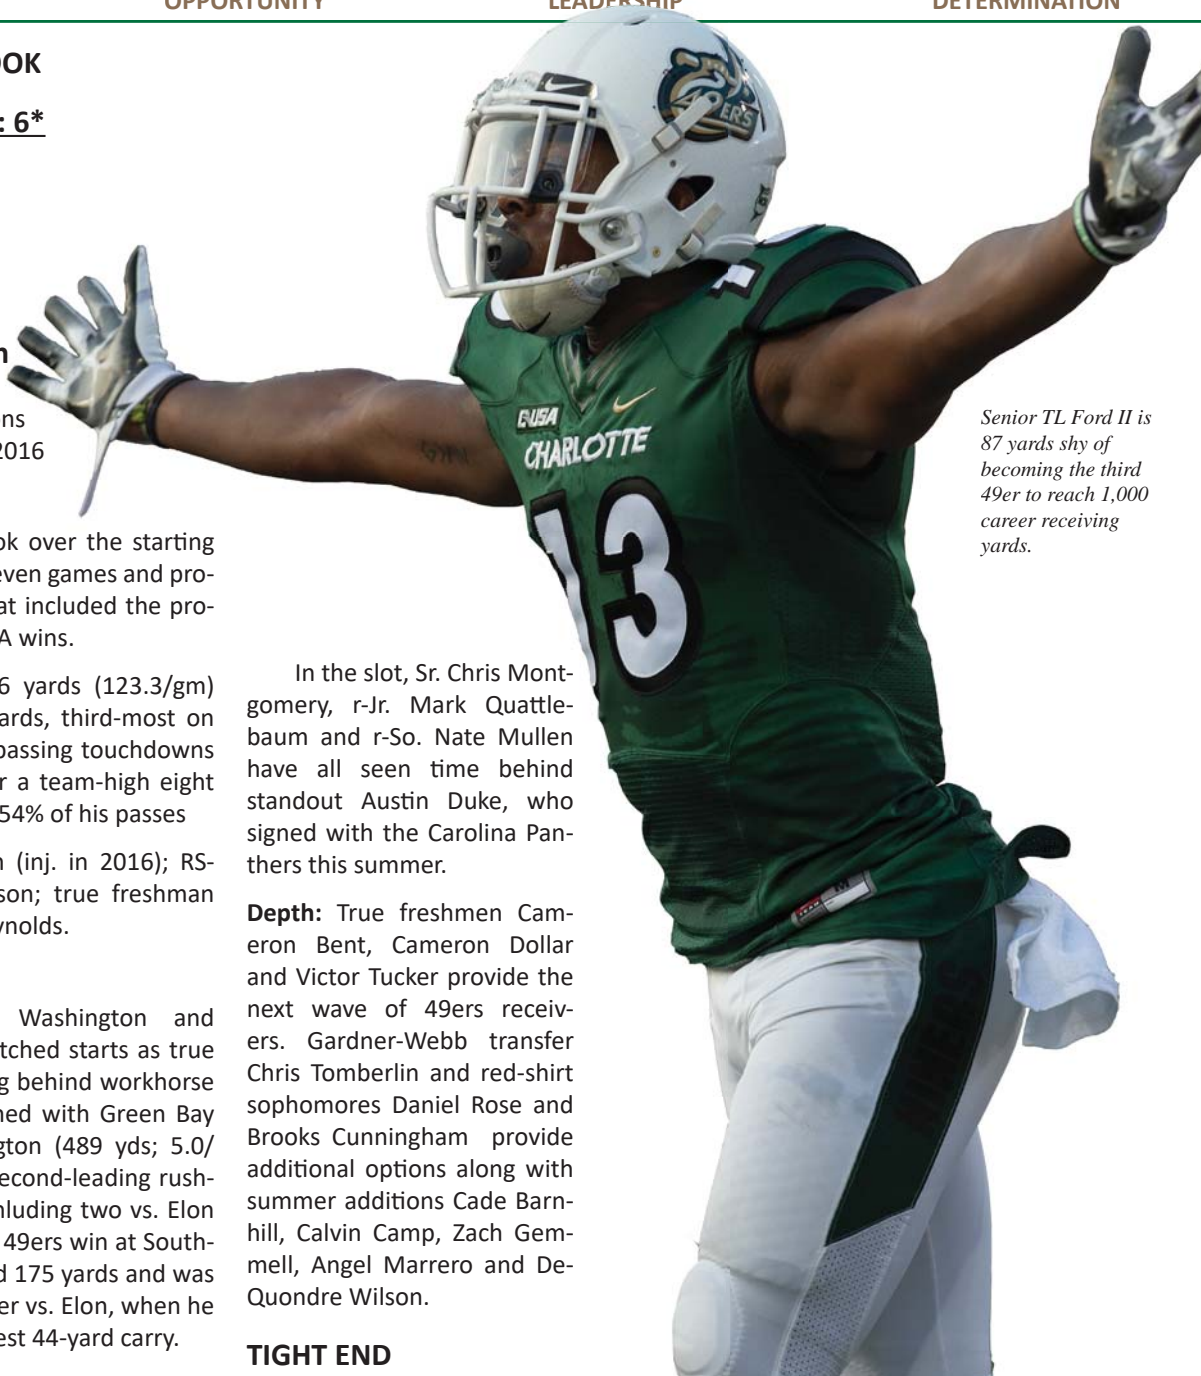 OPPORTUNITY
LEADERSHIP
DETERMINATION
: 6*
2016
over the starting
even games and pro-
at included the pro-
A wins.
6 yards (123.3/gm)
ards, third-most on
passing touchdowns
r a team-high eight
54% of his passes
(inj. in 2016); RS-
son; true freshman
ynolds.
Washington and
tched starts as true
g behind workhorse
ned with Green Bay
gton (489 yds; 5.0/
econd-leading rush-
nluding two vs. Elon
49ers win at South-
d 175 yards and was
er vs. Elon, when he
est 44-yard carry.
In the slot, Sr. Chris Mont-
gomery, r-Jr. Mark Quattle-
baum and r-So. Nate Mullen
have all seen time behind
standout Austin Duke, who
signed with the Carolina Pan-
thers this summer.
Depth: True freshmen Cam-
eron Bent, Cameron Dollar
and Victor Tucker provide the
next wave of 49ers receiv-
ers. Gardner-Webb transfer
Chris Tomberlin and red-shirt
sophomores Daniel Rose and
Brooks Cunningham provide
additional options along with
summer additions Cade Barn-
hill, Calvin Camp, Zach Gem-
mell, Angel Marrero and De-
Quondre Wilson.
TIGHT END
49ERS
C-USA
CHARLOTTE
13
49ERS
Senior TL Ford II is
87 yards shy of
becoming the third
49er to reach 1,000
career receiving
yards.